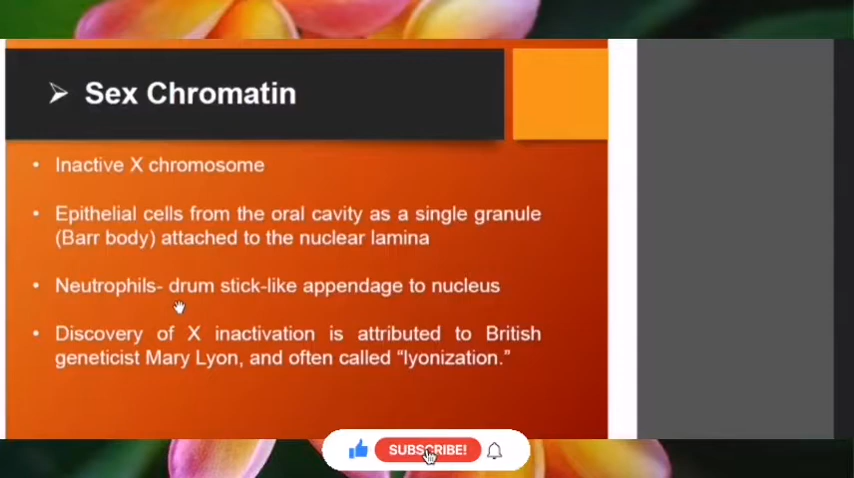 Sex Chromatin
• Inactive X chromosome
• Epithelial cells from the oral cavity as a single granule
(Barr body) attached to the nuclear lamina
• Neutrophils- drum stick-like appendage to nucleus
• Discovery of X inactivation is attributed to British
geneticist Mary Lyon, and often called “lyonization.”
SUBSCRIBE!